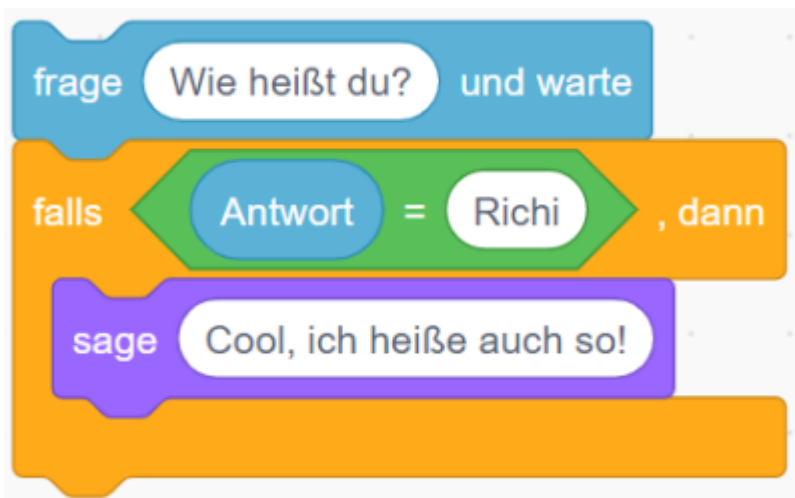 frage Wie heißt du? und warte
falls Antwort = Richi , dann
sage Cool, ich heiße auch so!